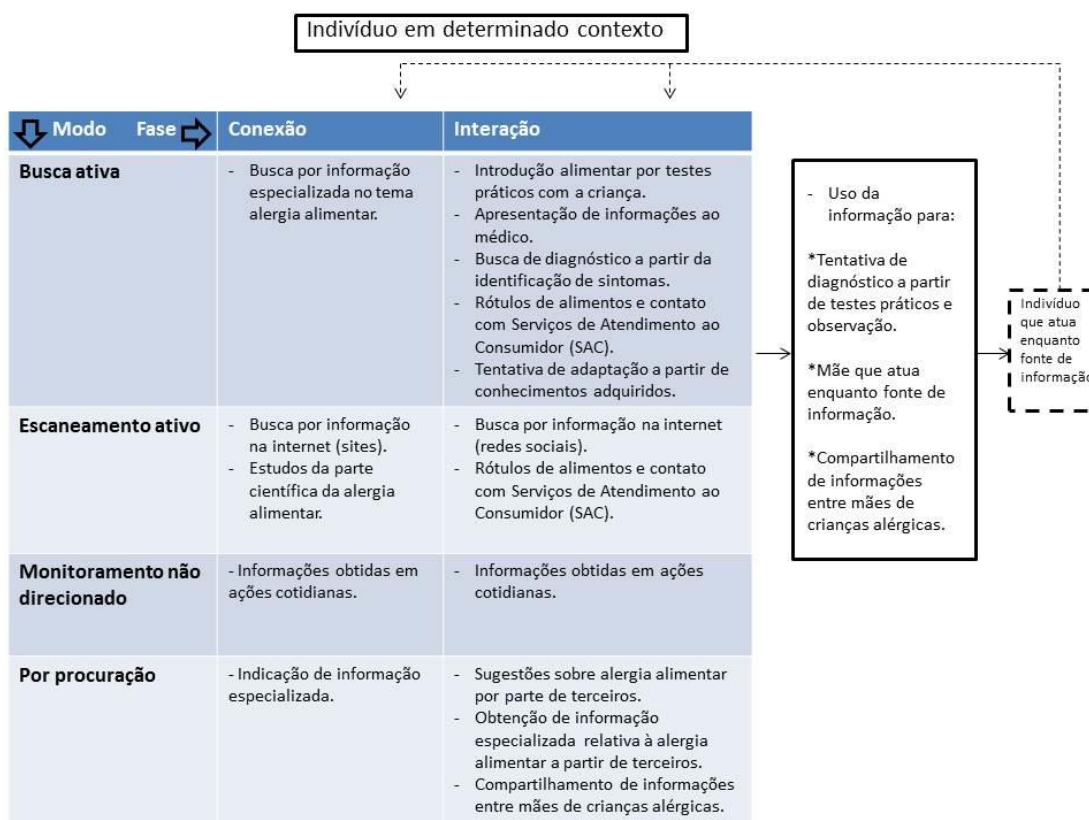 Indivíduo em determinado contexto
Modo Fase Conexão Interação
Busca ativa
- Busca por informação
especializada no tema
alergia alimentar.
- Introdução alimentar por testes
práticos com a criança.
- Apresentação de informações ao
médico.
- Busca de diagnóstico a partir da
identificação de sintomas.
- Rótulos de alimentos e contato
com Serviços de Atendimento ao
Consumidor (SAC).
- Tentativa de adaptação a partir de
conhecimentos adquiridos.
Escaneamento ativo
- Busca por informação
na internet (sites).
- Estudos da parte
científica da alergia
alimentar.
- Busca por informação na internet
(redes sociais).
- Rótulos de alimentos e contato
com Serviços de Atendimento ao
Consumidor (SAC).
Monitoramento não
direcionado
- Informações obtidas em
ações cotidianas.
- Informações obtidas em ações
cotidianas.
Por procuração
- Indicação de informação
especializada.
- Sugestões sobre alergia alimentar
por parte de terceiros.
- Obtenção de informação
especializada relativa à alergia
alimentar a partir de terceiros.
- Compartilhamento de informações
entre mães de crianças alérgicas.
- Uso da
informação para:
*Tentativa de
diagnóstico a partir
de testes práticos e
observação.
*Mãe que atua
enquanto fonte de
informação.
*Compartilhamento
de informações
entre mães de
crianças alérgicas.
Indivíduo
que atua
enquanto
fonte de
informação